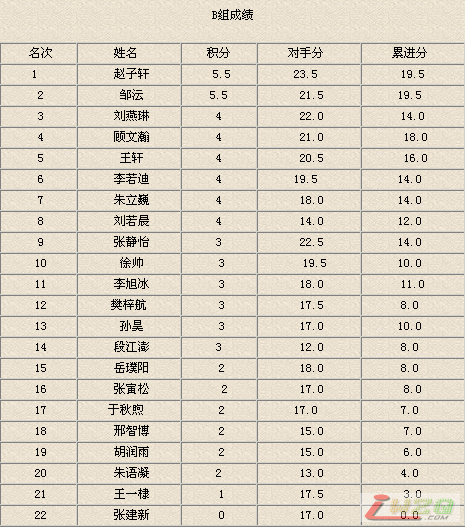 B组成绩
名次 姓名 积分 对手分 累进分
1 赵子轩 5.5 23.5 19.5
2 邹沄 5.5 21.5 19.5
3 刘燕琳 4 22.0 14.0
4 顾文瀚 4 21.0 18.0
5 王轩 4 20.5 16.0
6 李若迪 4 19.5 14.0
7 朱立巍 4 18.0 14.0
8 刘若晨 4 14.0 12.0
9 张静怡 3 22.5 14.0
10 徐帅 3 19.5 10.0
11 李旭冰 3 18.0 11.0
12 樊梓航 3 17.5 8.0
13 孙昊 3 17.0 10.0
14 段江澎 3 12.0 8.0
15 岳璞阳 2 18.0 8.0
16 张寅松 2 17.0 8.0
17 于秋煦 2 17.0 7.0
18 邢智博 2 15.0 7.0
19 胡润雨 2 15.0 6.0
20 朱语凝 2 13.0 4.0
21 王一棣 1 17.5 3.0
22 张建新 0 17.0 0.0